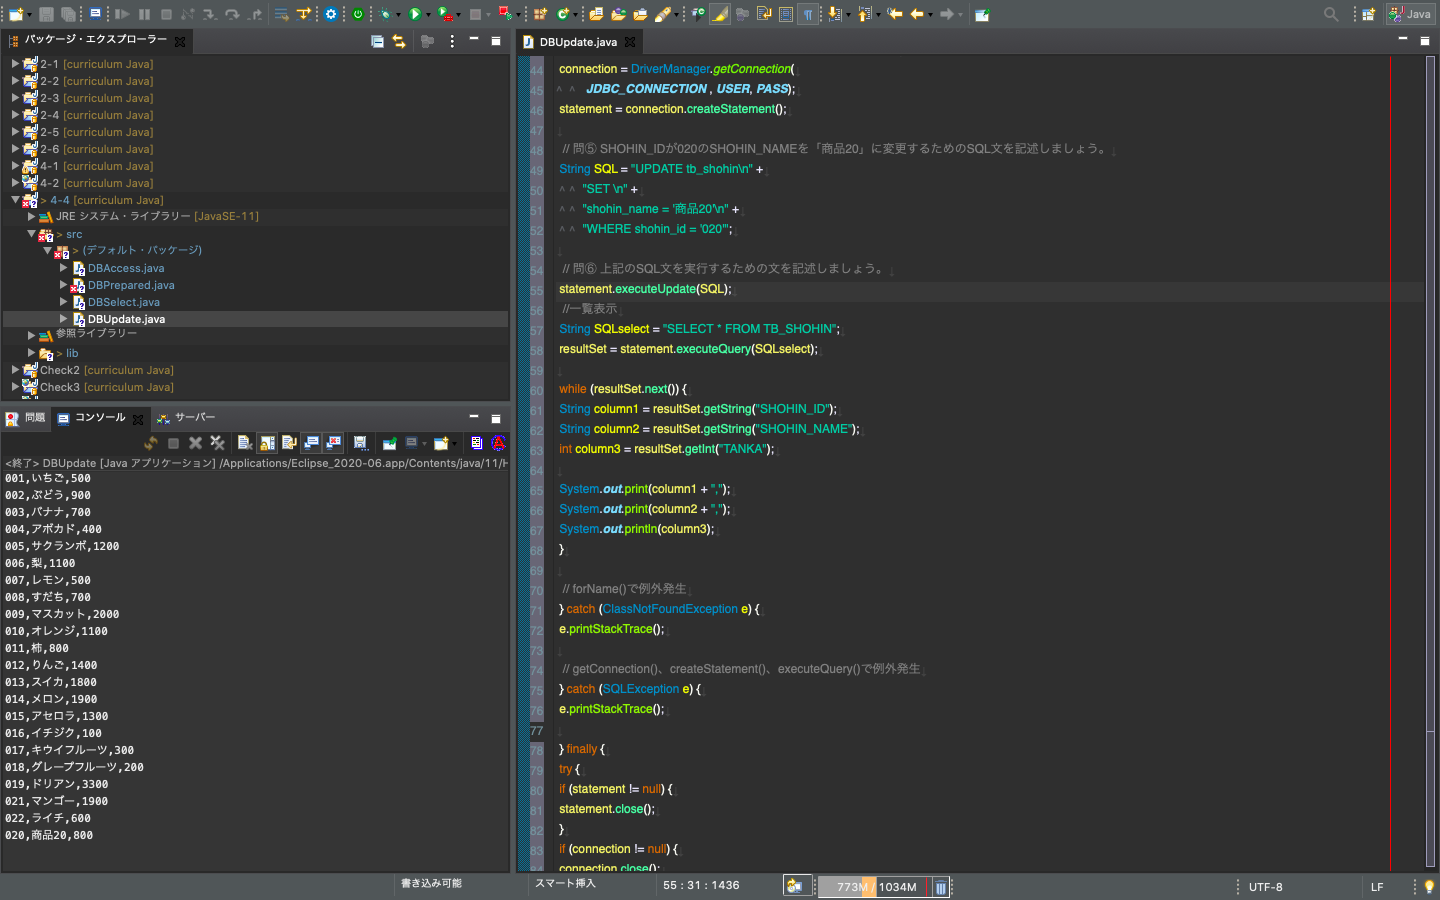 Java
パッケージ・エクスプローラー
2-1 [curriculum Java]
2-2 [curriculum Java]
2-3 [curriculum Java]
2-4 [curriculum Java]
2-5 [curriculum Java]
2-6 [curriculum Java]
4-1 [curriculum Java]
4-2 [curriculum Java]
> 4-4 [curriculum Java]
JRE システム・ライブラリー [JavaSE-11]
> src
> (デフォルト・パッケージ)
DBAccess.java
DBPrepared.java
DBSelect.java
DBUpdate.java
参照ライブラリー
> lib
Check2 [curriculum Java]
Check3 [curriculum Java]
問題
コンソール
サーバー
<終了> DBUpdate [Java アプリケーション] /Applications/Eclipse_2020-06.app/Contents/java/11/H
001,いちご,500
002,ぶどう,900
003,バナナ,700
004,アボカド,400
005,サクランボ,1200
006,梨,1100
007,レモン,500
008,すだち,700
009,マスカット,2000
010,オレンジ,1100
011,柿,800
012,りんご,1400
013,スイカ,1800
014,メロン,1900
015,アセロラ,1300
016,イチジク,100
017,キウイフルーツ,300
018,グレープフルーツ,200
019,ドリアン,3300
021,マンゴー,1900
022,ライチ,600
020,商品20,800
DBUpdate.java
44 connection = DriverManager.getConnection(
45 JDBC_CONNECTION , USER, PASS);
46 statement = connection.createStatement();
47
48 // 問⑤ SHOHIN_IDが020のSHOHIN_NAMEを「商品20」に変更するためのSQL文を記述しましょう。
49 String SQL = "UPDATE tb_shohin\n" +
50 "SET \n" +
51 "shohin_name = '商品20'\n" +
52 "WHERE shohin_id = '020'";
53
54 // 問⑥ 上記のSQL文を実行するための文を記述しましょう。
55 statement.executeUpdate(SQL);
56 //一覧表示
57 String SQLselect = "SELECT * FROM TB_SHOHIN";
58 resultSet = statement.executeQuery(SQLselect);
59
60 while (resultSet.next()) {
61 String column1 = resultSet.getString("SHOHIN_ID");
62 String column2 = resultSet.getString("SHOHIN_NAME");
63 int column3 = resultSet.getInt("TANKA");
64
65 System.out.print(column1 + ",");
66 System.out.print(column2 + ",");
67 System.out.println(column3);
68 }
69
70 // forName()で例外発生
71 } catch (ClassNotFoundException e) {
72 e.printStackTrace();
73
74 // getConnection()、createStatement()、executeQuery()で例外発生
75 } catch (SQLException e) {
76 e.printStackTrace();
77
78 } finally {
79 try {
80 if (statement != null) {
81 statement.close();
82 }
83 if (connection != null) {
84 connection.close();
書き込み可能
スマート挿入
55 : 31 : 1436
773M / 1034M
UTF-8
LF